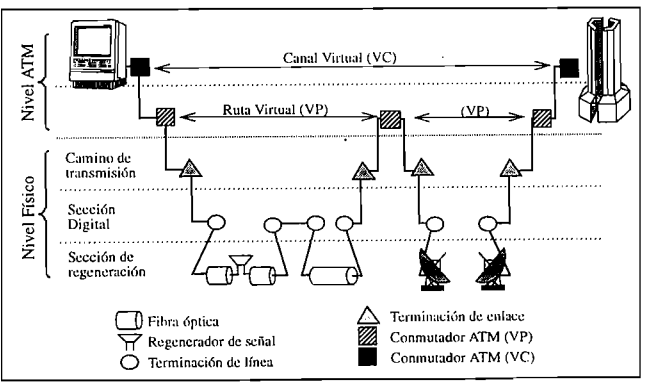 Nivel ATM
Canal Virtual (VC)
Ruta Virtual (VP)
(VP)
Nivel Físico
Camino de
transmisión
Sección
Digital
Sección de
regeneración
Fibra óptica
Regenerador de señal
Terminación de línea
Terminación de enlace
Conmutador ATM (VP)
Conmutador ATM (VC)